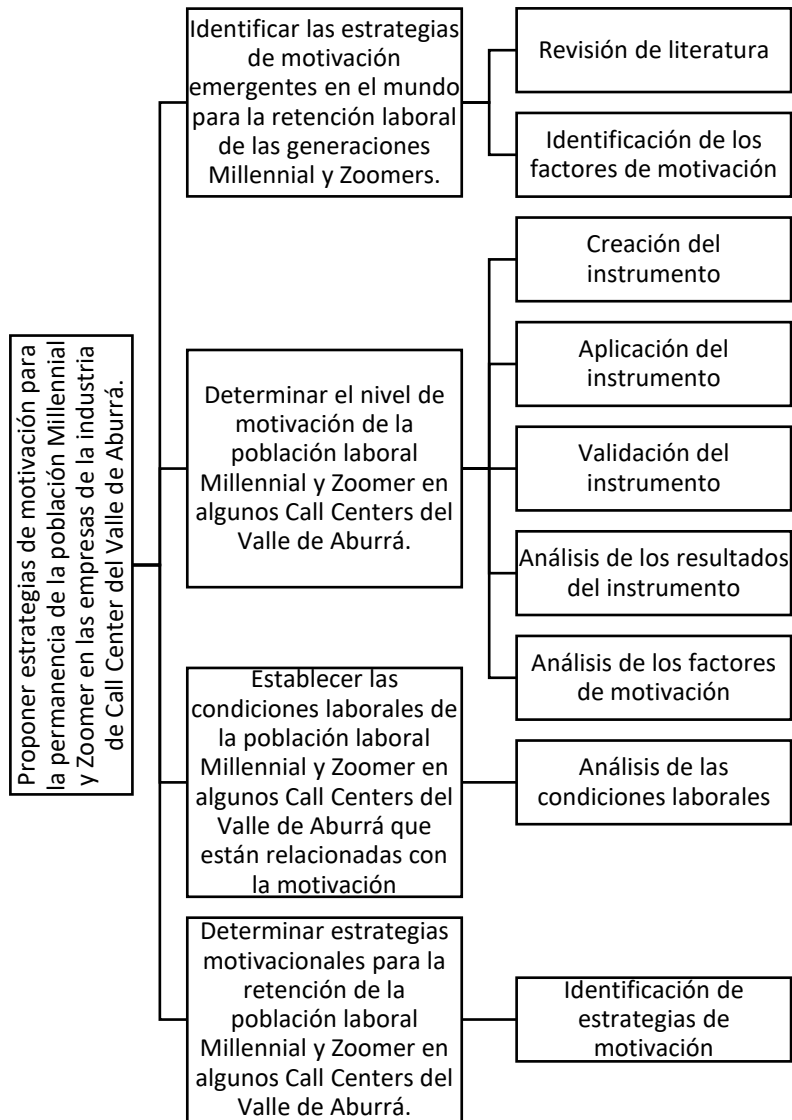 Proponer estrategias de motivación para
la permanencia de la población Millennial
y Zoomer en las empresas de la industria
de Call Center del Valle de Aburrá.
Identificar las estrategias
de motivación
emergentes en el mundo
para la retención laboral
de las generaciones
Millennial y Zoomers.
Revisión de literatura
Identificación de los
factores de motivación
Determinar el nivel de
motivación de la
población laboral
Millennial y Zoomer en
algunos Call Centers del
Valle de Aburrá.
Creación del
instrumento
Aplicación del
instrumento
Validación del
instrumento
Análisis de los resultados
del instrumento
Análisis de los factores
de motivación
Establecer las
condiciones laborales de
la población laboral
Millennial y Zoomer en
algunos Call Centers del
Valle de Aburrá que
están relacionadas con
la motivación
Análisis de las
condiciones laborales
Determinar estrategias
motivacionales para la
retención de la
población laboral
Millennial y Zoomer en
algunos Call Centers del
Valle de Aburrá.
Identificación de
estrategias de
motivación